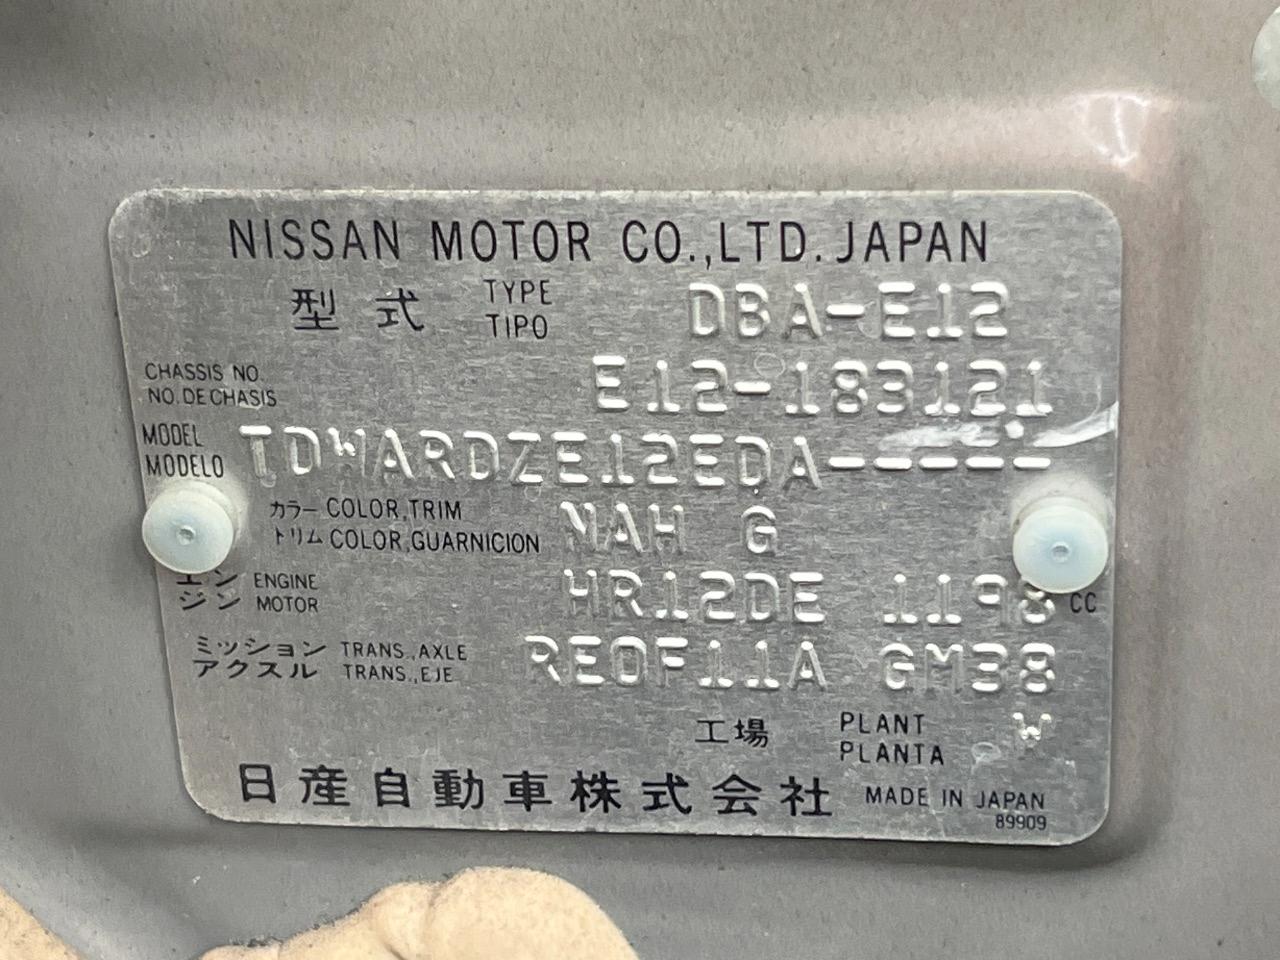 NISSAN MOTOR CO.,LTD. JAPAN
型式 TYPE TIPO DBA-E12
CHASSIS NO. NO. DE CHASIS E12-183121
MODEL MODELO TDWARDZE12EDA-----
カラー COLOR,TRIM
トリム COLOR,GUARNICION NAH G
エンジン ENGINE MOTOR HR12DE 1198 CC
ミッション TRANS.,AXLE
アクスル TRANS.,EJE RE0F11A GM38
工場 PLANT PLANTA W
日産自動車株式会社 MADE IN JAPAN
89909